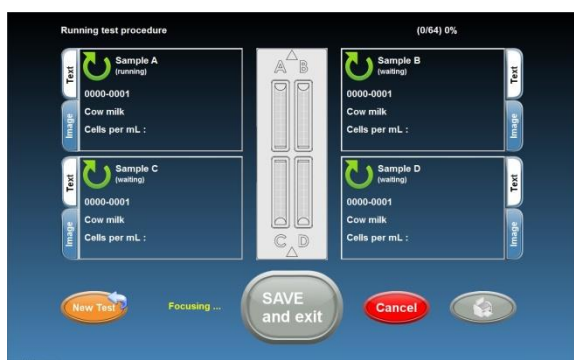 Running test procedure
(0/64) 0%
Text
Image
Sample A
(running)
0000-0001
Cow milk
Cells per mL :
A B
Sample B
(waiting)
0000-0001
Cow milk
Cells per mL :
Text
Image
Text
Image
Sample C
(waiting)
0000-0001
Cow milk
Cells per mL :
C D
Sample D
(waiting)
0000-0001
Cow milk
Cells per mL :
Text
Image
New Test
Focusing ...
SAVE
and exit
Cancel